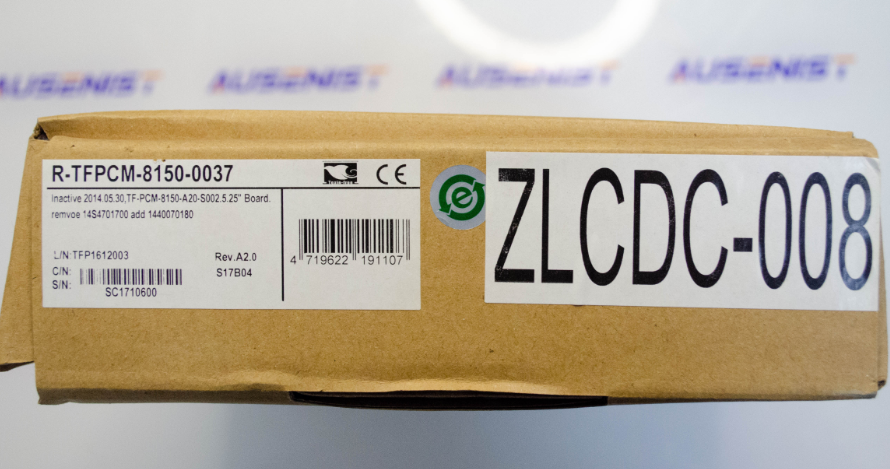 AUSENIST AUSENIST AUSENIST AUSENIST
R-TFPCM-8150-0037
CE
Inactive 2014.05.30,TF-PCM-8150-A20-S002.5.25" Board.
remvoe 14S4701700 add 1440070180
L/N:TFP1612003
Rev.A2.0
C/N:
S17B04
S/N:
SC1710600
4 719622 191107
e
ZLCDC-008